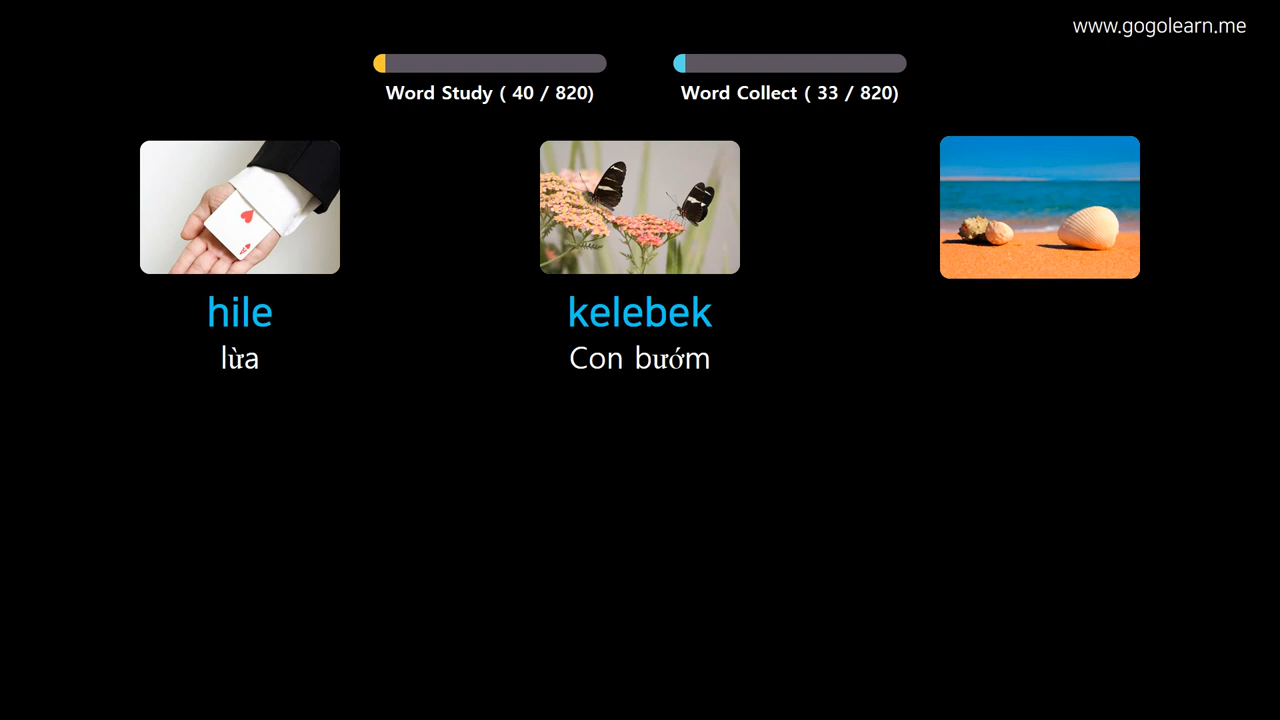 www.gogolearn.me
Word Study ( 40 / 820)
Word Collect ( 33 / 820)
hile
lừa
kelebek
Con bướm